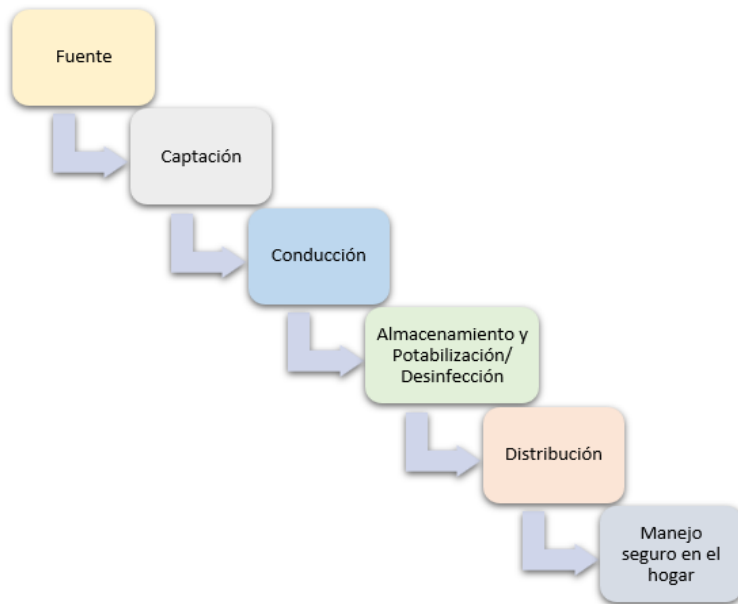 Fuente
Captación
Conducción
Almacenamiento y
Potabilización/
Desinfección
Distribución
Manejo
seguro en el
hogar